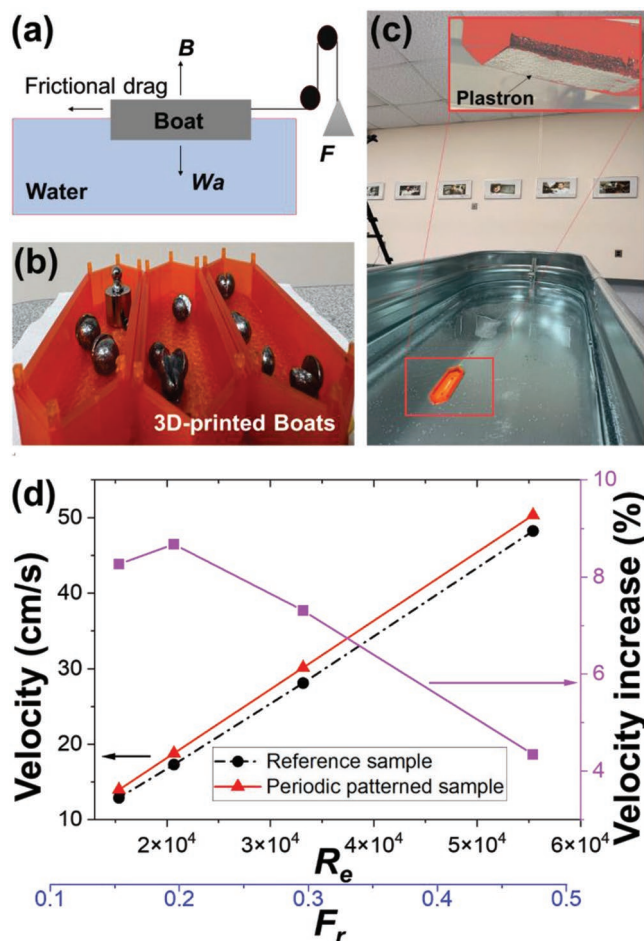 (a)
B
Frictional drag
Boat
F
Water
Wa
(b)
3D-printed Boats
(c)
Plastron
(d)
Velocity (cm/s)
50
40
30
20
10
10
8
6
4
Velocity increase (%)
Reference sample
Periodic patterned sample
2×10⁴
3×10⁴
4×10⁴
5×10⁴
6×10⁴
Rₑ
0.1
0.2
0.3
0.4
0.5
Fᵣ